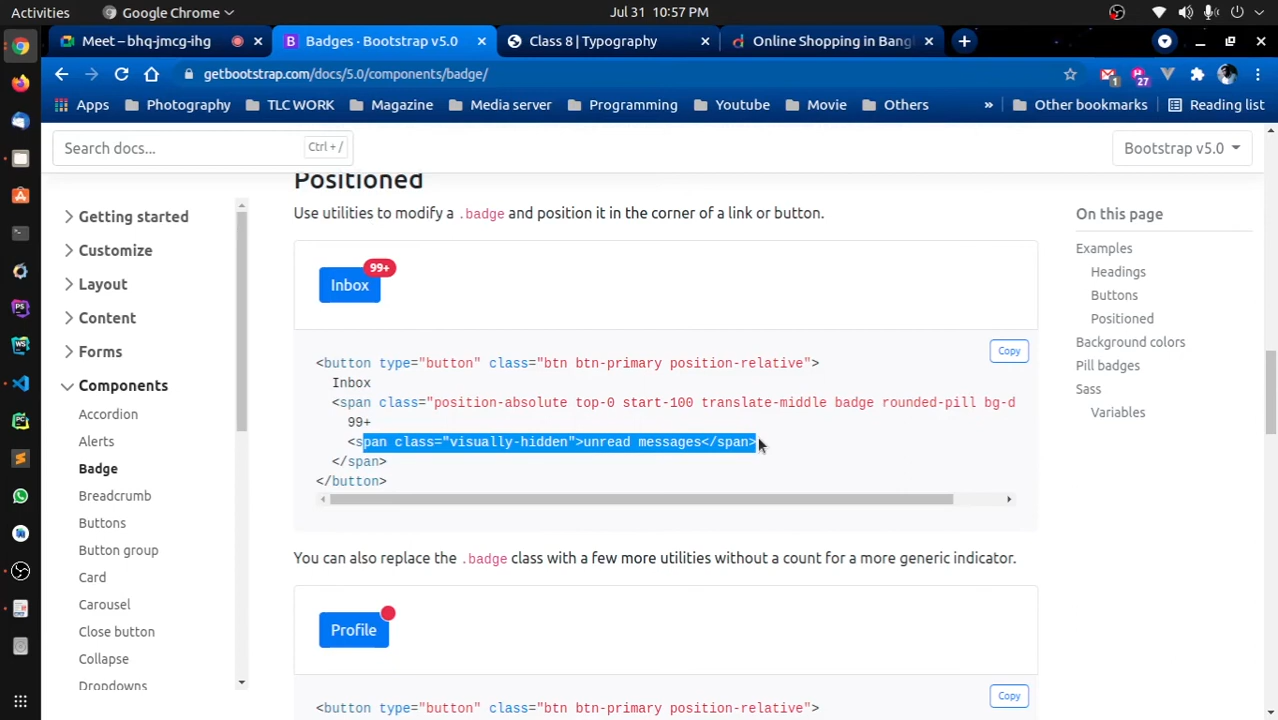 Activities
Google Chrome
Jul 31 10:57 PM
Meet – bhq-jmcg-ihg
Badges · Bootstrap v5.0
Class 8 | Typography
Online Shopping in Bangl
getbootstrap.com/docs/5.0/components/badge/
1
27
Apps
Photography
TLC WORK
Magazine
Media server
Programming
Youtube
Movie
Others
»
Other bookmarks
Reading list
Search docs...
Ctrl + /
Bootstrap v5.0
Getting started
Customize
Layout
Content
Forms
Components
Accordion
Alerts
Badge
Breadcrumb
Buttons
Button group
Card
Carousel
Close button
Collapse
Dropdowns
Positioned
Use utilities to modify a .badge and position it in the corner of a link or button.
99+
Inbox
Copy
<button type="button" class="btn btn-primary position-relative">
Inbox
<span class="position-absolute top-0 start-100 translate-middle badge rounded-pill bg-d
99+
<span class="visually-hidden">unread messages</span>
</span>
</button>
You can also replace the .badge class with a few more utilities without a count for a more generic indicator.
Profile
Copy
<button type="button" class="btn btn-primary position-relative">
On this page
Examples
Headings
Buttons
Positioned
Background colors
Pill badges
Sass
Variables